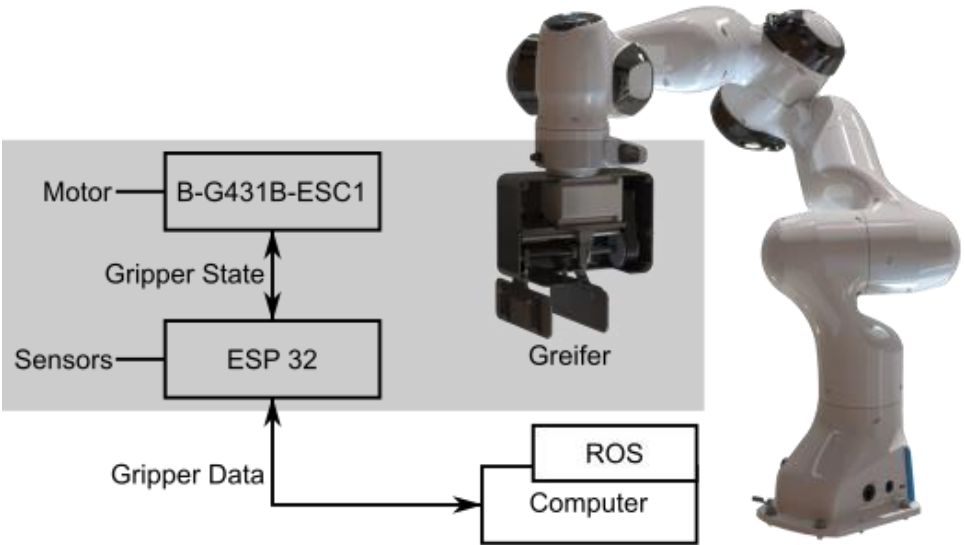 Motor
B-G431B-ESC1
Gripper State
Sensors
ESP 32
Greifer
Gripper Data
ROS
Computer